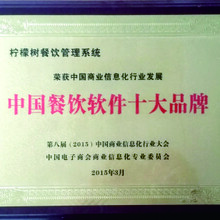 柠檬树餐饮管理系统
荣获中国商业信息化行业发展
中国餐饮软件十大品牌
第八届（2015）中国商业信息化行业大会
中国电子商会商业信息化专业委员会
2015年3月